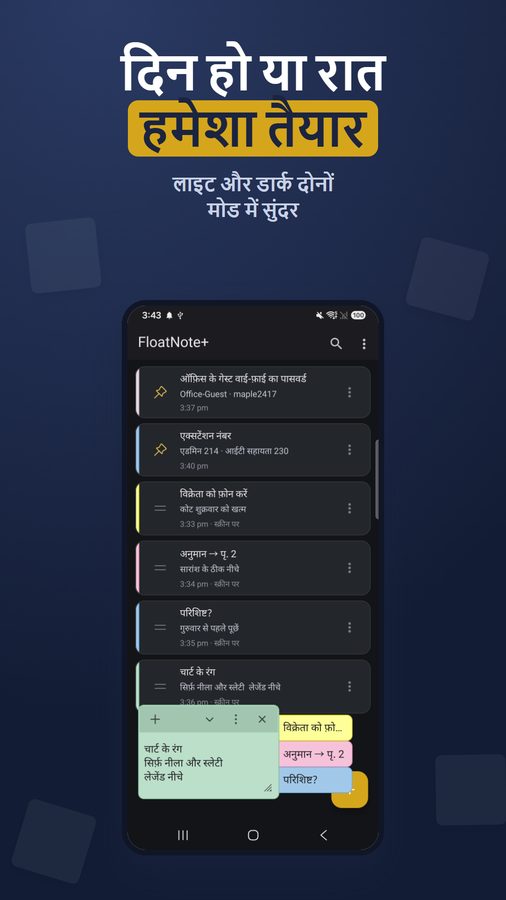 दिन हो या रात
हमेशा तैयार
लाइट और डार्क दोनों
मोड में सुंदर
3:43
100
FloatNote+
ऑफ़िस के गेस्ट वाई-फ़ाई का पासवर्ड
Office-Guest · maple2417
3:37 pm
एक्सटेंशन नंबर
एडमिन 214 · आईटी सहायता 230
3:40 pm
विक्रेता को फ़ोन करें
कोट शुक्रवार को खत्म
3:33 pm · स्क्रीन पर
अनुमान → पृ. 2
सारांश के ठीक नीचे
3:34 pm · स्क्रीन पर
परिशिष्ट?
गुरुवार से पहले पूछें
3:35 pm · स्क्रीन पर
चार्ट के रंग
सिर्फ़ नीला और स्लेटी लेजेंड नीचे
3:36 pm · स्क्रीन पर
चार्ट के रंग
सिर्फ़ नीला और स्लेटी
लेजेंड नीचे
विक्रेता को फ़ो...
अनुमान → पृ. 2
परिशिष्ट?